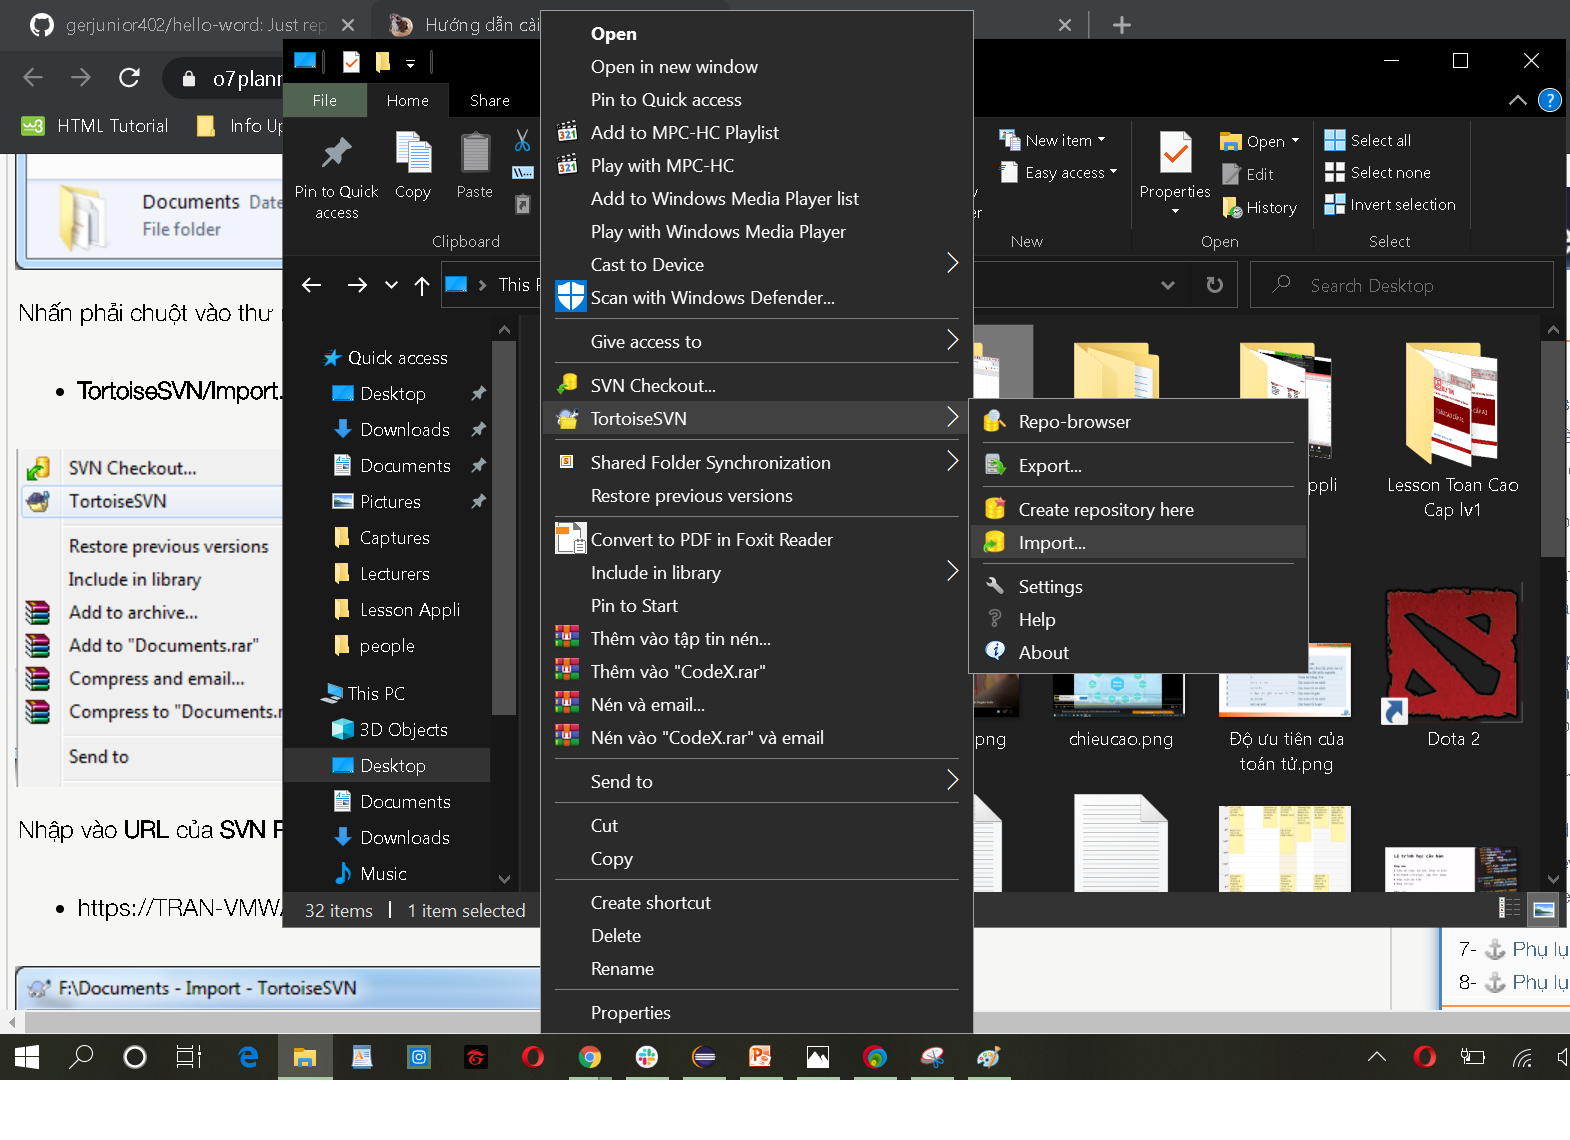 gerjunior402/hello-word: Just rep
Hướng dẫn cài
o7plann
HTML Tutorial
Info Up
File
Home
Share
Pin to Quick access
Copy
Paste
Clipboard
New item
Easy access
New
Properties
Open
Edit
History
Open
Select all
Select none
Invert selection
Select
This P
Search Desktop
Documents Date
File folder
Nhấn phải chuột vào thư
TortoiseSVN/Import.
SVN Checkout...
TortoiseSVN
Restore previous versions
Include in library
Add to archive...
Add to "Documents.rar"
Compress and email...
Compress to "Documents.r
Send to
Nhập vào URL của SVN R
https://TRAN-VMWA
F:\Documents - Import - TortoiseSVN
Quick access
Desktop
Downloads
Documents
Pictures
Captures
Lecturers
Lesson Appli
people
This PC
3D Objects
Desktop
Documents
Downloads
Music
32 items
1 item selected
Open
Open in new window
Pin to Quick access
Add to MPC-HC Playlist
Play with MPC-HC
Add to Windows Media Player list
Play with Windows Media Player
Cast to Device
Scan with Windows Defender...
Give access to
SVN Checkout...
TortoiseSVN
Shared Folder Synchronization
Restore previous versions
Convert to PDF in Foxit Reader
Include in library
Pin to Start
Thêm vào tập tin nén...
Thêm vào "CodeX.rar"
Nén và email...
Nén vào "CodeX.rar" và email
Send to
Cut
Copy
Create shortcut
Delete
Rename
Properties
Repo-browser
Export...
Create repository here
Import...
Settings
Help
About
ppli
Lesson Toan Cao
Cap lv1
png
chieucao.png
Độ ưu tiên của
toán tử.png
Dota 2
7- Phụ lụ
8- Phụ lụ